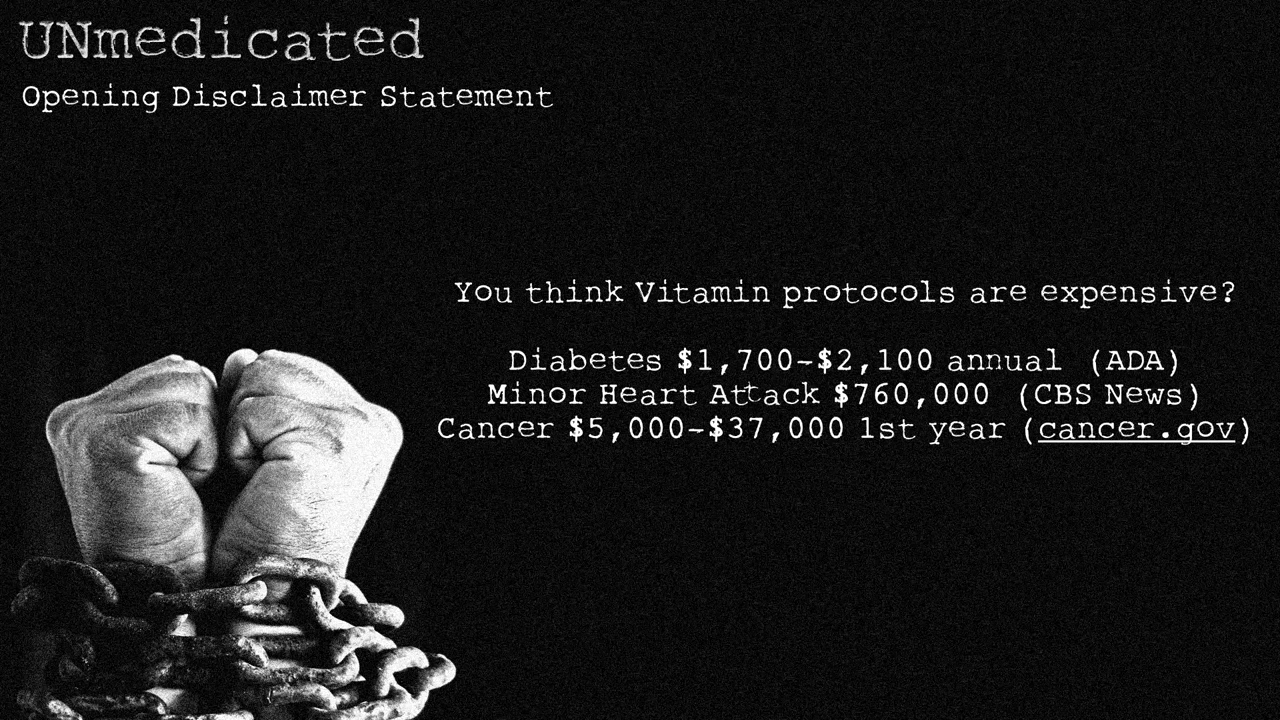 UNmedicated
Opening Disclaimer Statement
You think Vitamin protocols are expensive?
Diabetes $1,700-$2,100 annual (ADA)
Minor Heart Attack $760,000 (CBS News)
Cancer $5,000-$37,000 1st year (cancer.gov)